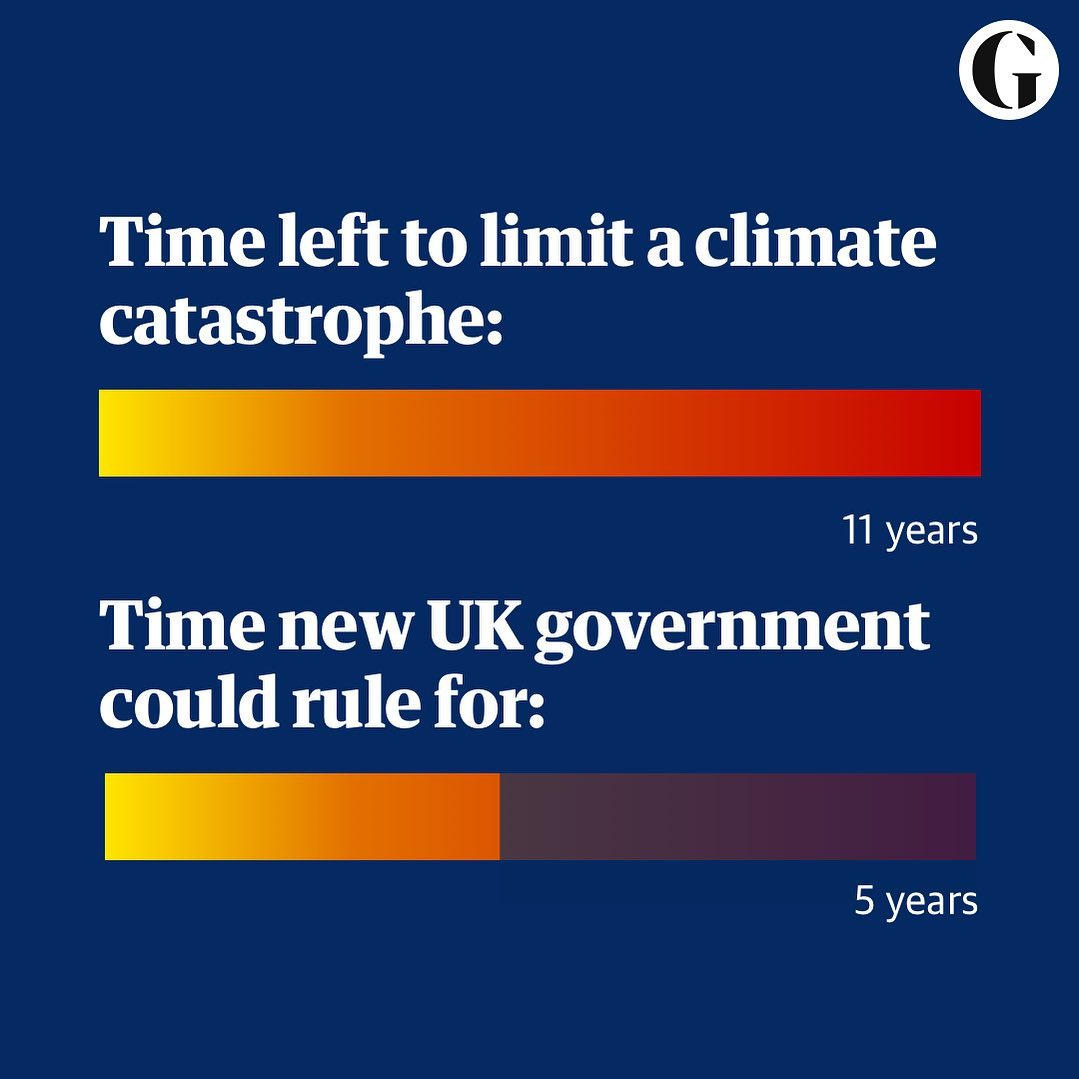 G
Time left to limit a climate
catastrophe:
11 years
Time new UK government
could rule for:
5 years